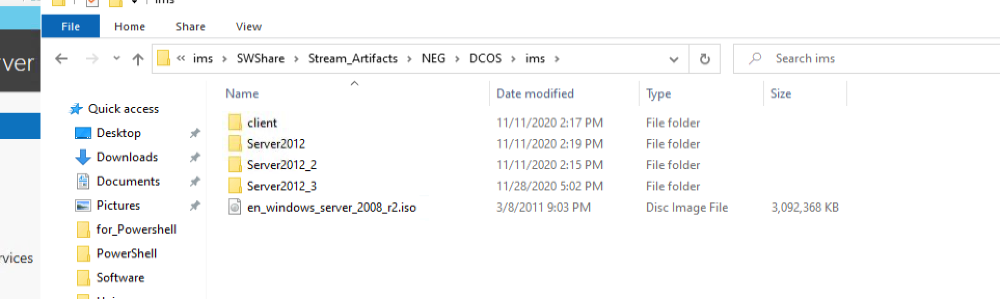 ims
File Home Share View
ver
« ims › SWShare › Stream_Artifacts › NEG › DCOS › ims ›
Search ims
Name Date modified Type Size
Quick access
Desktop
Downloads
Documents
Pictures
for_Powershell
PowerShell
Software
client 11/11/2020 2:17 PM File folder
Server2012 11/11/2020 2:19 PM File folder
Server2012_2 11/11/2020 2:15 PM File folder
Server2012_3 11/28/2020 5:02 PM File folder
en_windows_server_2008_r2.iso 3/8/2011 9:03 PM Disc Image File 3,092,368 KB
rvices